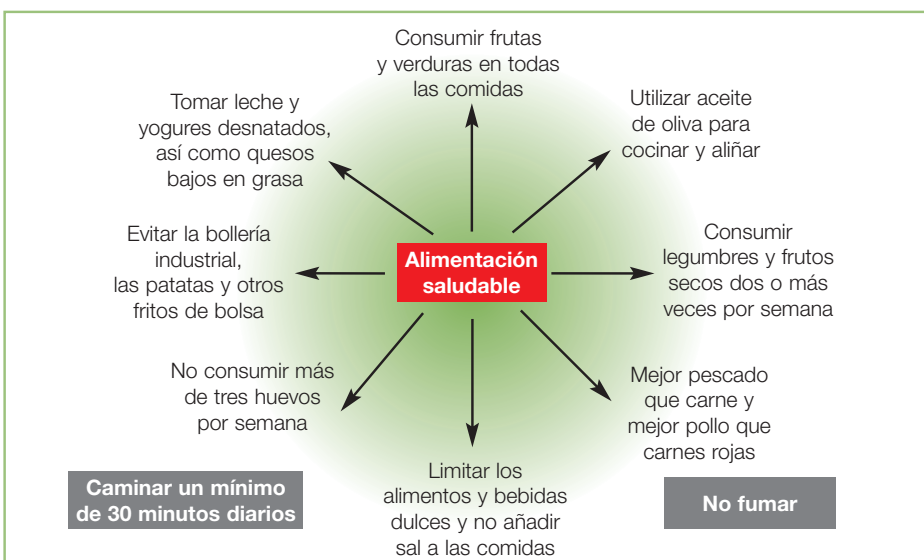 Consumir frutas
y verduras en todas
las comidas
Tomar leche y
yogures desnatados,
así como quesos
bajos en grasa
Utilizar aceite
de oliva para
cocinar y aliñar
Evitar la bollería
industrial,
las patatas y otros
fritos de bolsa
Alimentación
saludable
Consumir
legumbres y frutos
secos dos o más
veces por semana
No consumir más
de tres huevos
por semana
Mejor pescado
que carne y
mejor pollo que
carnes rojas
Limitar los
alimentos y bebidas
dulces y no añadir
sal a las comidas
Caminar un mínimo
de 30 minutos diarios
No fumar